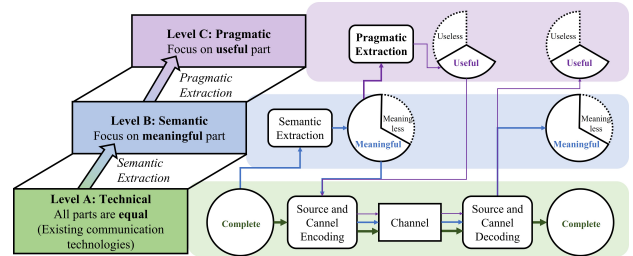 Level C: Pragmatic
Focus on useful part
Pragmatic
Extraction
Level B: Semantic
Focus on meaningful part
Semantic
Extraction
Level A: Technical
All parts are equal
(Existing communication
technologies)
Pragmatic
Extraction
Useless
Useful
Useless
Useful
Semantic
Extraction
Meaning
less
Meaningful
Meaning
less
Meaningful
Complete
Source and
Cannel
Encoding
Channel
Source and
Cannel
Decoding
Complete